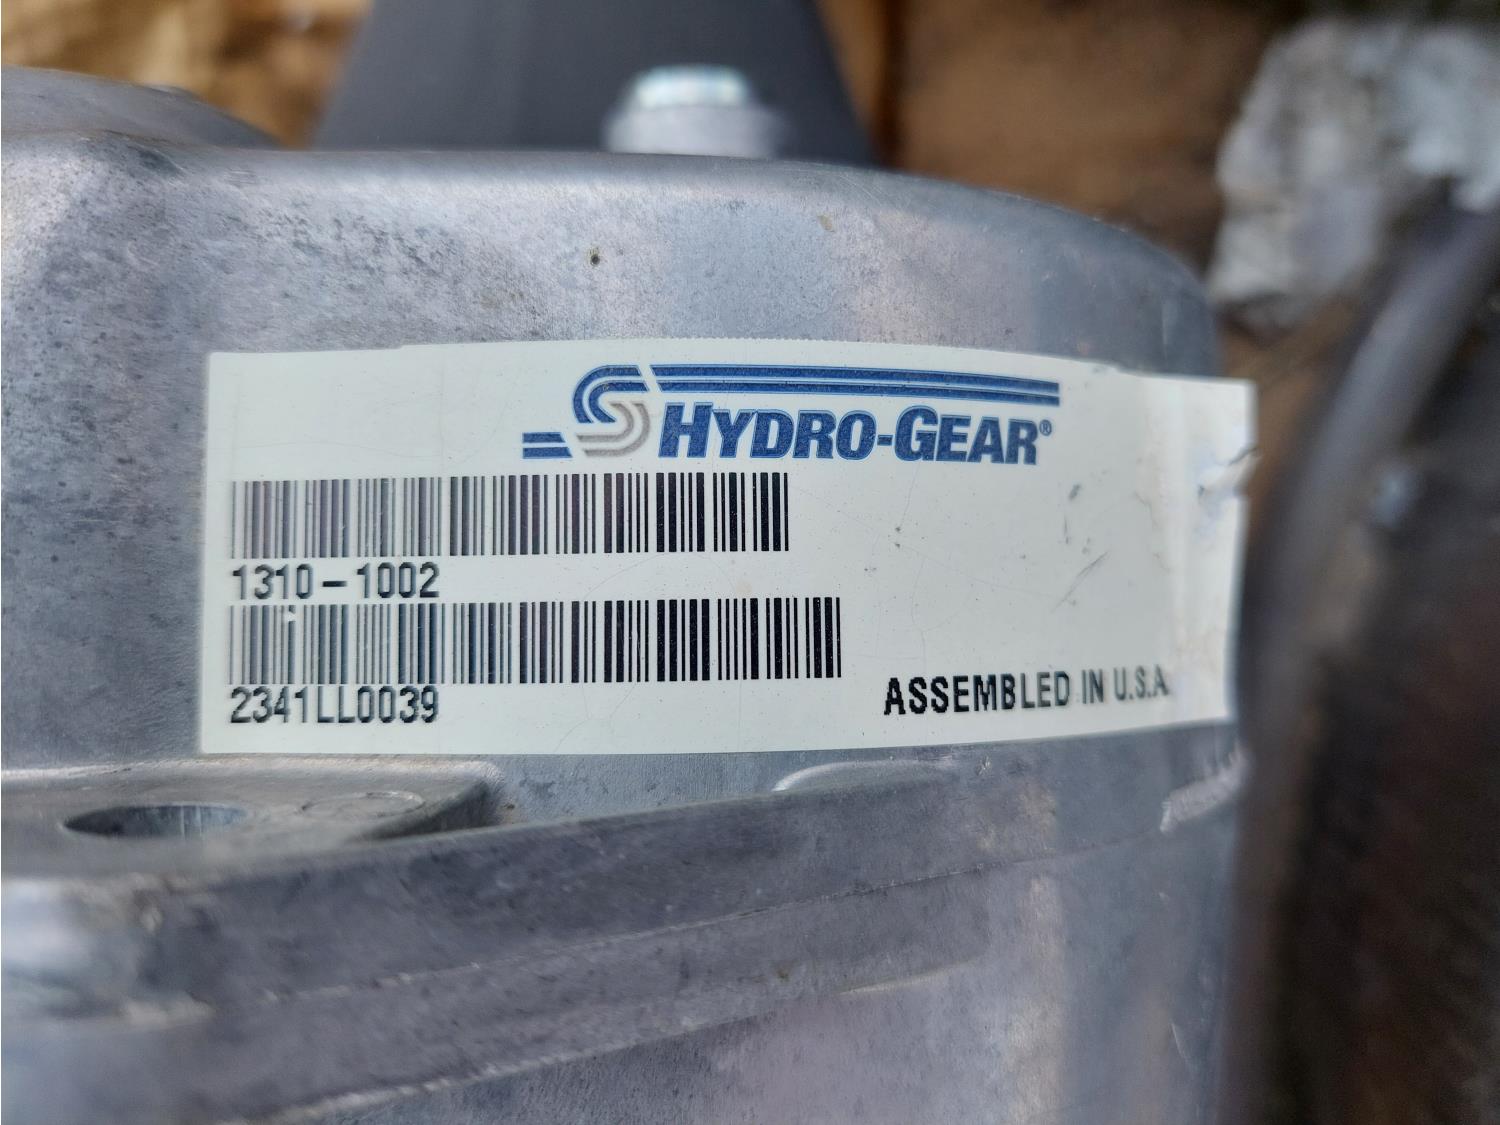 HYDRO-GEAR®
1310-1002
2341LL0039
ASSEMBLED IN U.S.A.